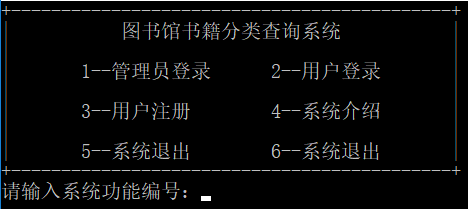 图书馆书籍分类查询系统
1--管理员登录 2--用户登录
3--用户注册 4--系统介绍
5--系统退出 6--系统退出
请输入系统功能编号：